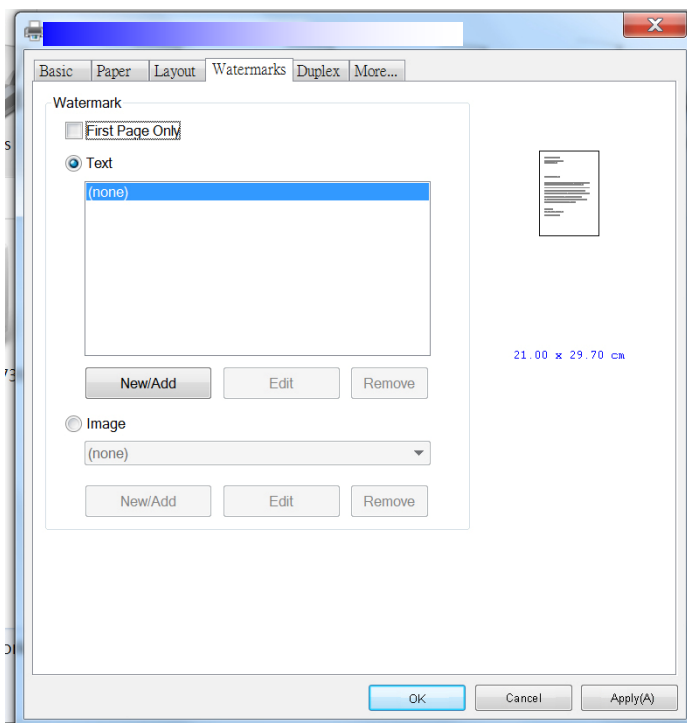 Basic Paper Layout Watermarks Duplex More...
Watermark
First Page Only
Text
(none)
New/Add Edit Remove
Image
(none)
New/Add Edit Remove
21.00 x 29.70 cm
OK Cancel Apply(A)